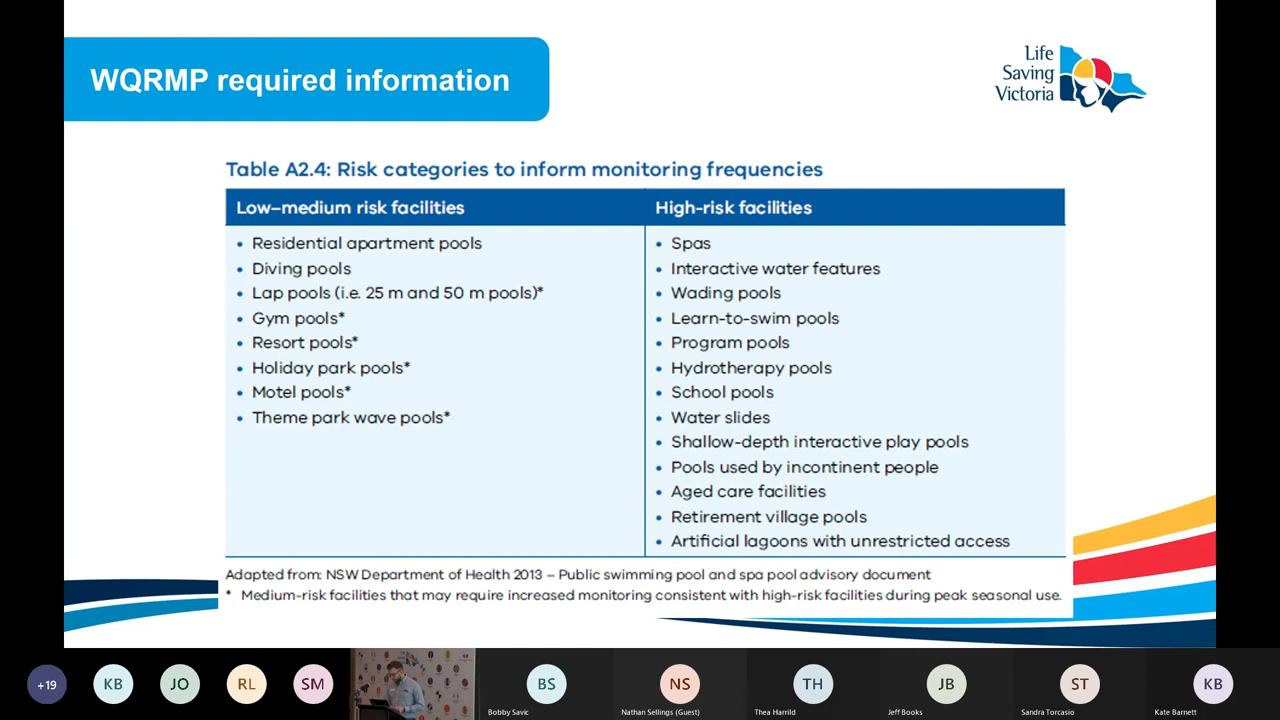 WQRMP required information
Life
Saving
Victoria
Table A2.4: Risk categories to inform monitoring frequencies
Low–medium risk facilities
• Residential apartment pools
• Diving pools
• Lap pools (i.e. 25 m and 50 m pools)*
• Gym pools*
• Resort pools*
• Holiday park pools*
• Motel pools*
• Theme park wave pools*
High-risk facilities
• Spas
• Interactive water features
• Wading pools
• Learn-to-swim pools
• Program pools
• Hydrotherapy pools
• School pools
• Water slides
• Shallow-depth interactive play pools
• Pools used by incontinent people
• Aged care facilities
• Retirement village pools
• Artificial lagoons with unrestricted access
Adapted from: NSW Department of Health 2013 – Public swimming pool and spa pool advisory document
* Medium-risk facilities that may require increased monitoring consistent with high-risk facilities during peak seasonal use.
+19
KB
JO
RL
SM
BS
Bobby Savic
NS
Nathan Sellings (Guest)
TH
Thea Harrild
JB
Jeff Books
ST
Sandra Torcasio
KB
Kate Barnett